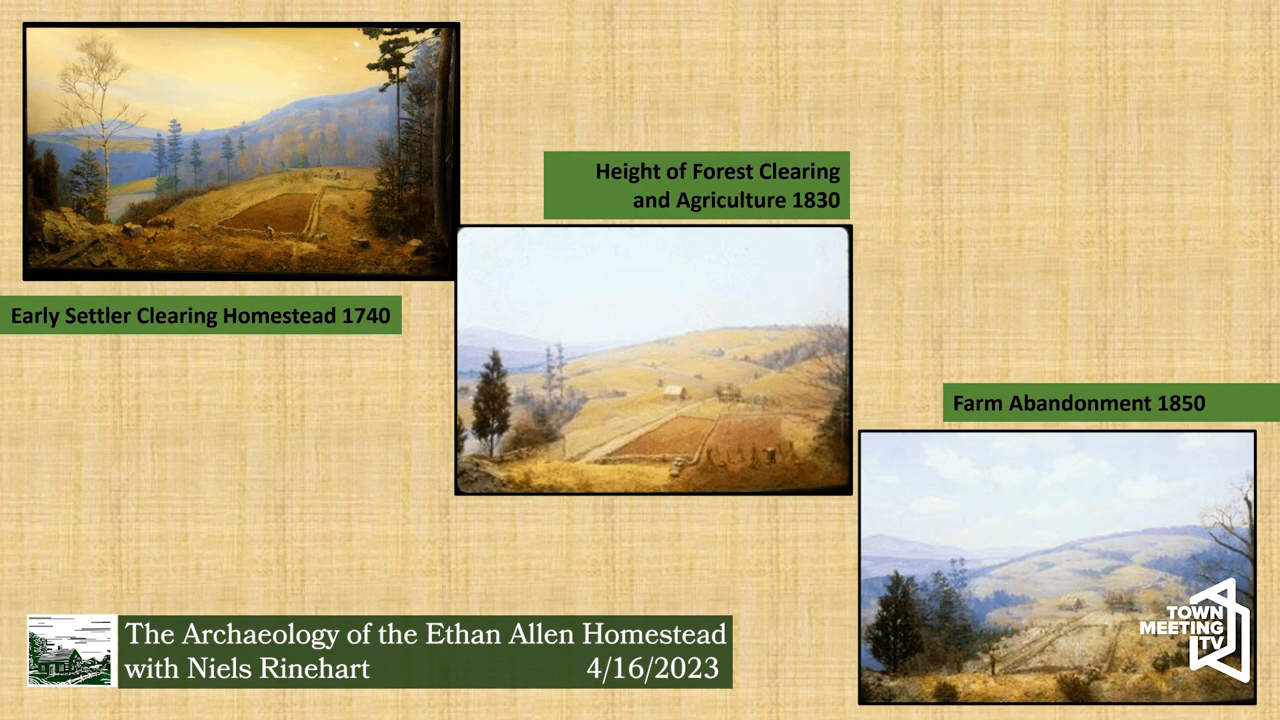 Early Settler Clearing Homestead 1740
Height of Forest Clearing
and Agriculture 1830
Farm Abandonment 1850
The Archaeology of the Ethan Allen Homestead
with Niels Rinehart 4/16/2023
TOWN
MEETING
TV